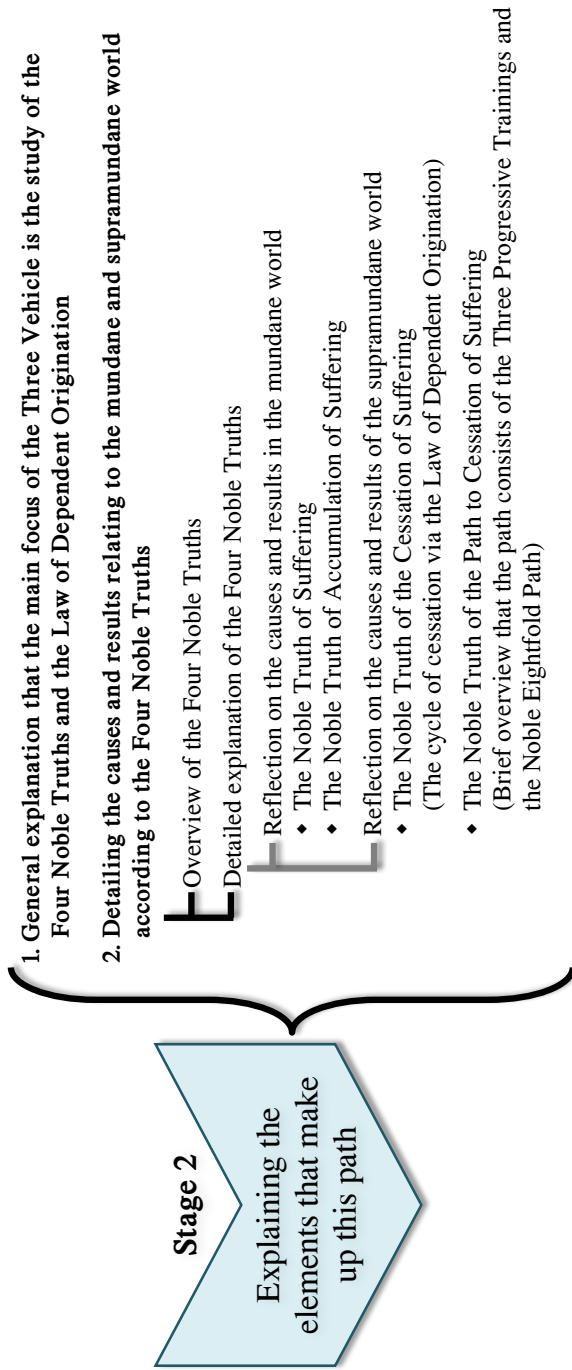 Stage 2
Explaining the
elements that make
up this path
1. General explanation that the main focus of the Three Vehicle is the study of the
Four Noble Truths and the Law of Dependent Origination
2. Detailing the causes and results relating to the mundane and supramundane world
according to the Four Noble Truths
Overview of the Four Noble Truths
Detailed explanation of the Four Noble Truths
Reflection on the causes and results in the mundane world
◆ The Noble Truth of Suffering
◆ The Noble Truth of Accumulation of Suffering
Reflection on the causes and results of the supramundane world
◆ The Noble Truth of the Cessation of Suffering
(The cycle of cessation via the Law of Dependent Origination)
◆ The Noble Truth of the Path to Cessation of Suffering
(Brief overview that the path consists of the Three Progressive Trainings and
the Noble Eightfold Path)